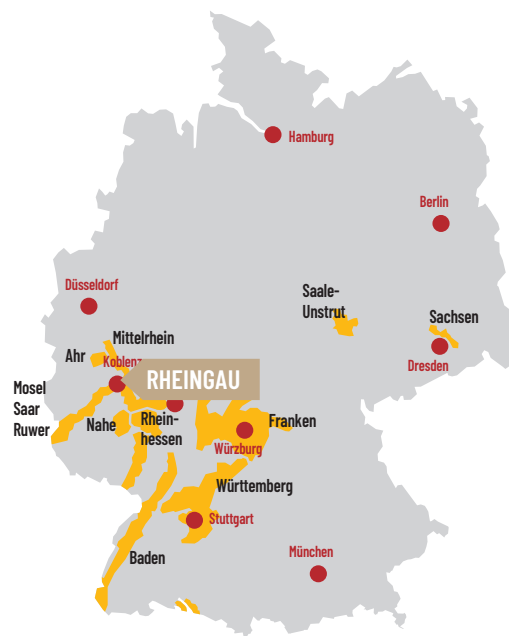 Hamburg
Berlin
Düsseldorf
Saale-
Unstrut
Sachsen
Mittelrhein
Ahr
Koblenz
Dresden
RHEINGAU
Mosel
Saar
Ruwer
Nahe
Rhein-
hessen
Franken
Würzburg
Württemberg
Stuttgart
Baden
München